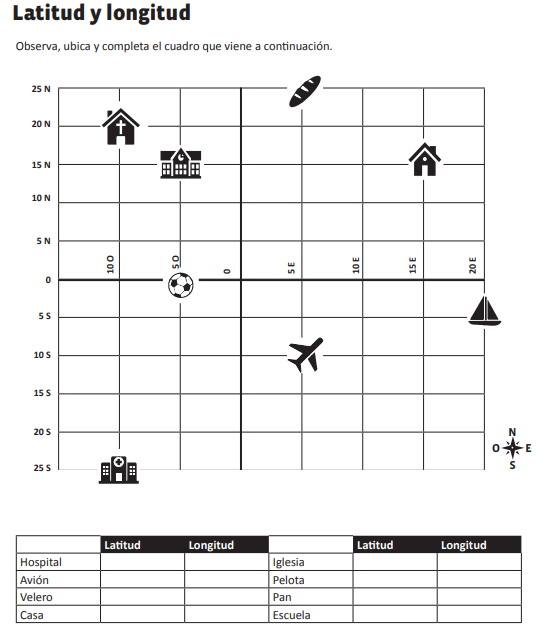 Latitud y longitud
Observa, ubica y completa el cuadro que viene a continuación.
25 N
20 N
15 N
10 N
5 N
10 O
5 O
0
5 E
10 E
15 E
20 E
0
5 S
10 S
15 S
20 S
25 S
N
O E
S
Latitud Longitud Latitud Longitud
Hospital Iglesia
Avión Pelota
Velero Pan
Casa Escuela